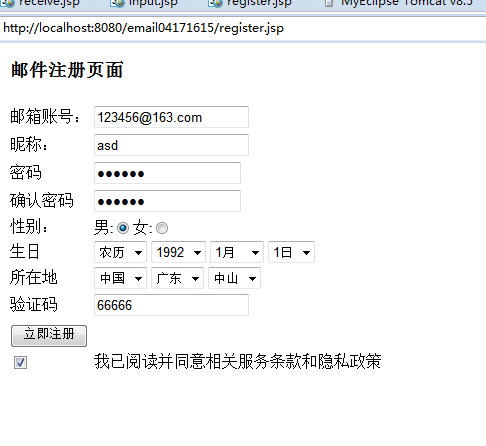 receive.jsp input.jsp register.jsp MyEclipse Tomcat v8.5
http://localhost:8080/email04171615/register.jsp
邮件注册页面
邮箱账号： 123456@163.com
昵称： asd
密码 ●●●●●●
确认密码 ●●●●●●
性别： 男: 女:
生日 农历 1992 1月 1日
所在地 中国 广东 中山
验证码 66666
立即注册
我已阅读并同意相关服务条款和隐私政策